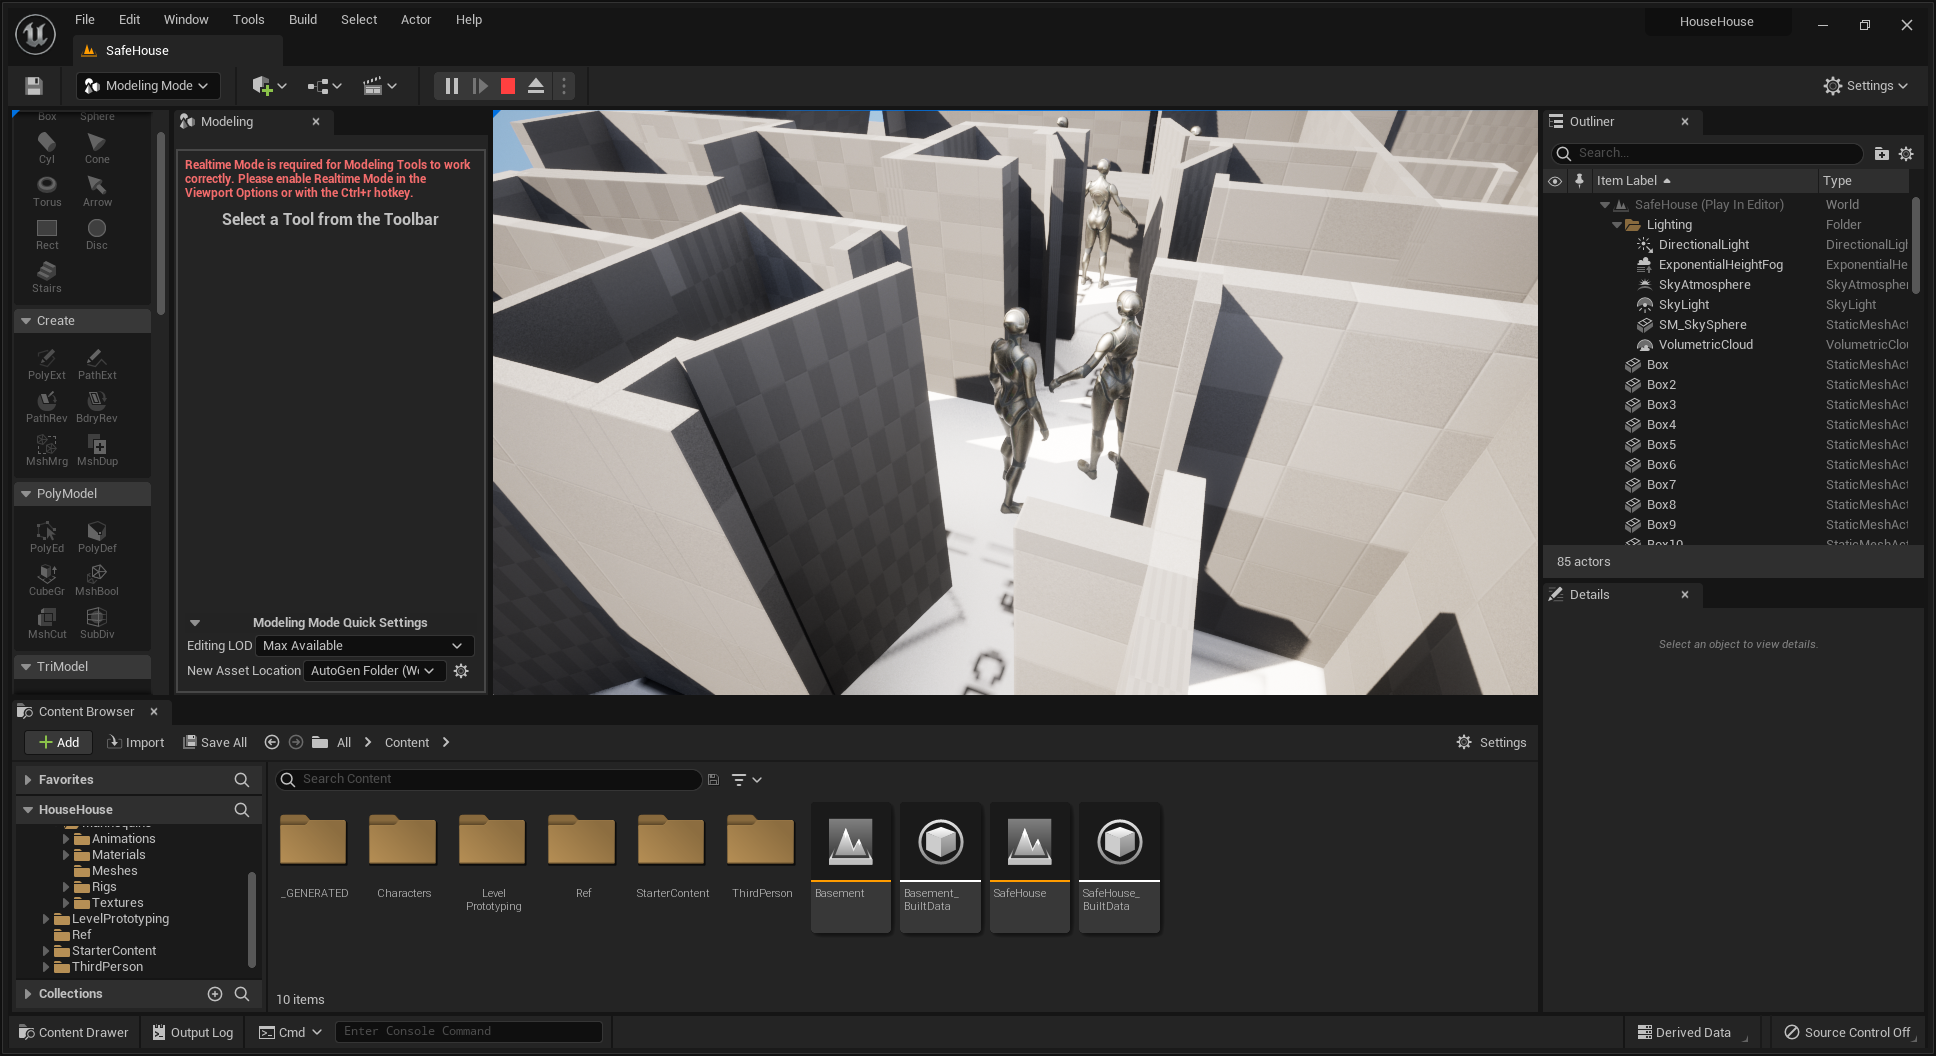 File Edit Window Tools Build Select Actor Help
HouseHouse
SafeHouse
Modeling Mode
Settings
Box Sphere
Cyl Cone
Torus Arrow
Rect Disc
Stairs
Create
PolyExt PathExt
PathRev BdryRev
MshMrg MshDup
PolyModel
PolyEd PolyDef
CubeGr MshBool
MshCut SubDiv
TriModel
Modeling
Realtime Mode is required for Modeling Tools to work
correctly. Please enable Realtime Mode in the
Viewport Options or with the Ctrl+r hotkey.
Select a Tool from the Toolbar
Modeling Mode Quick Settings
Editing LOD Max Available
New Asset Location AutoGen Folder (W
Outliner
Search...
Item Label Type
SafeHouse (Play In Editor) World
Lighting Folder
DirectionalLight DirectionalLigh
ExponentialHeightFog ExponentialHe
SkyAtmosphere SkyAtmospher
SkyLight SkyLight
SM_SkySphere StaticMeshAct
VolumetricCloud VolumetricClou
Box StaticMeshAct
Box2 StaticMeshAct
Box3 StaticMeshAct
Box4 StaticMeshAct
Box5 StaticMeshAct
Box6 StaticMeshAct
Box7 StaticMeshAct
Box8 StaticMeshAct
Box9 StaticMeshAct
Box10 StaticMeshAct
85 actors
Details
Select an object to view details.
Content Browser
Add Import Save All All Content Settings
Favorites
HouseHouse
Mannequins
Animations
Materials
Meshes
Rigs
Textures
LevelPrototyping
Ref
StarterContent
ThirdPerson
Collections
Search Content
_GENERATED Characters Level Prototyping Ref StarterContent ThirdPerson Basement Basement_BuiltData SafeHouse SafeHouse_BuiltData
10 items
Content Drawer Output Log Cmd Enter Console Command Derived Data Source Control Off